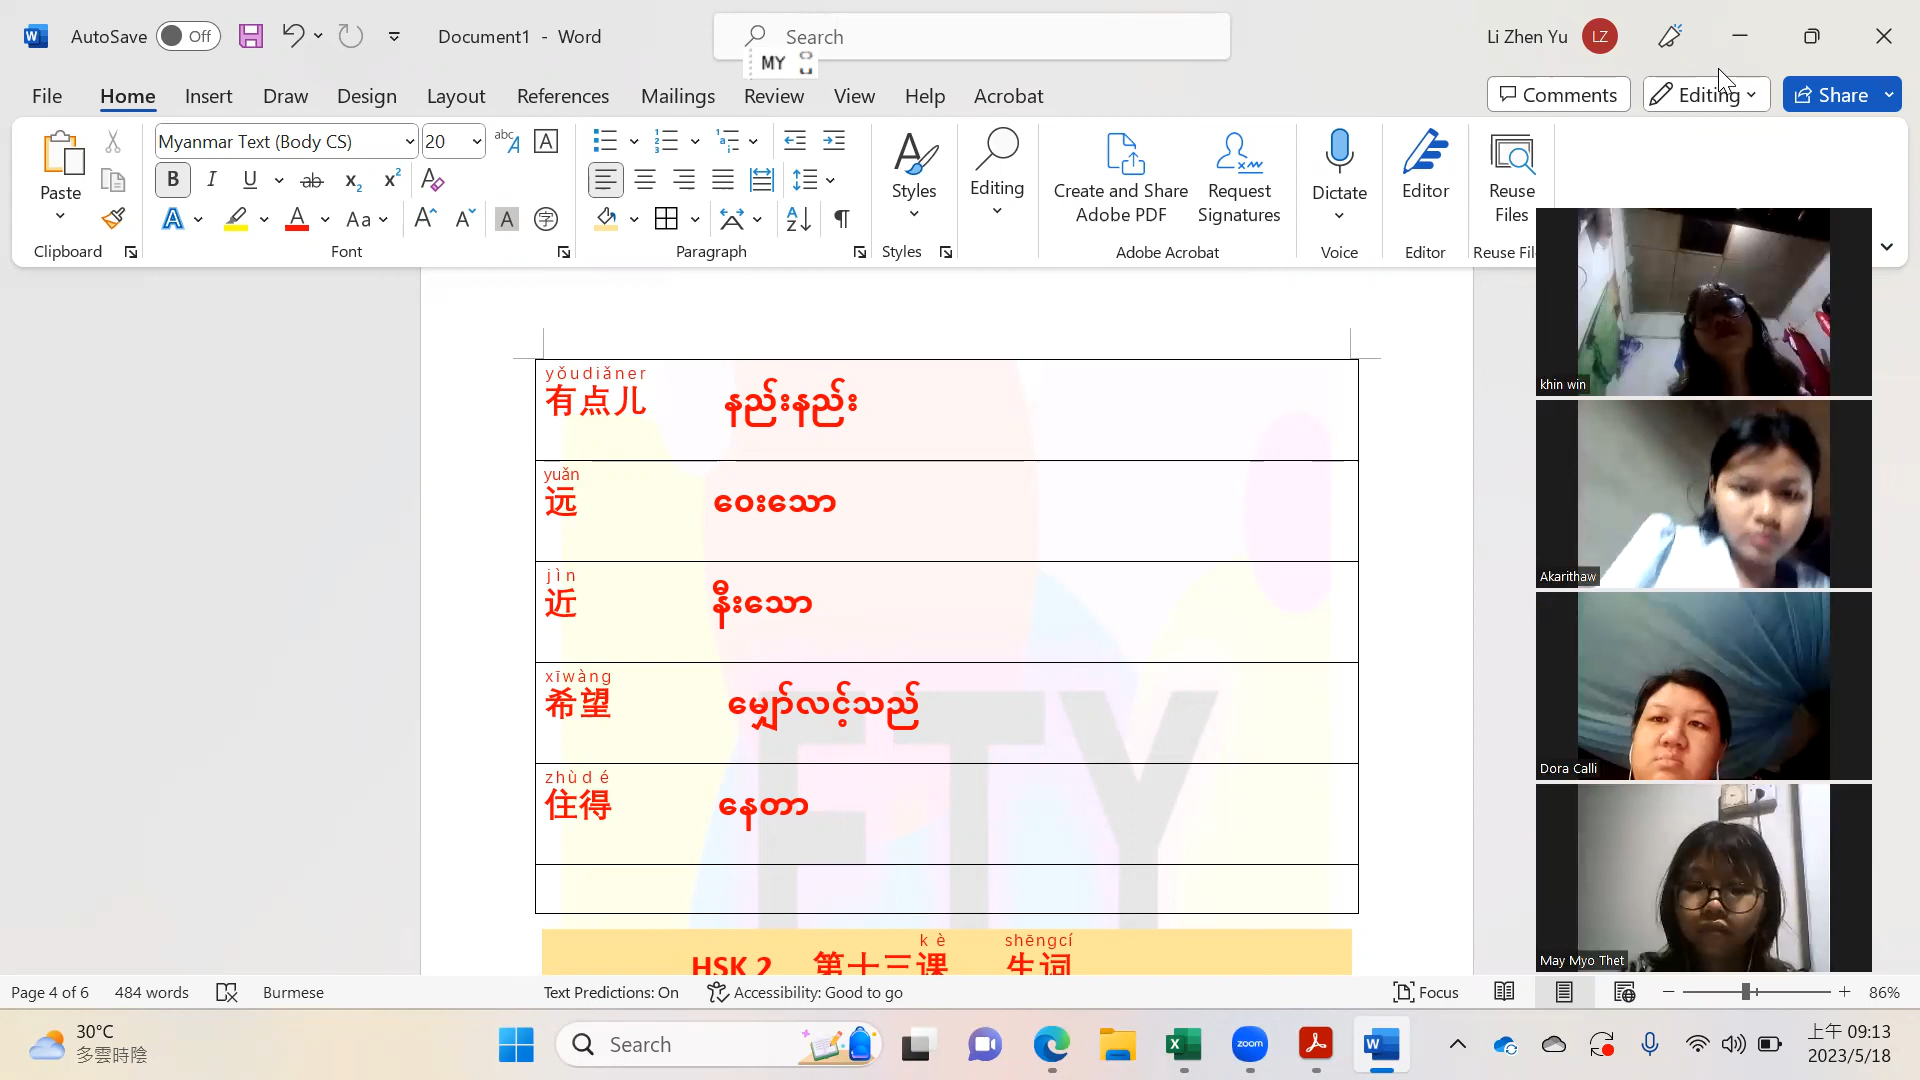 AutoSave Off Document1 - Word Search Li Zhen Yu LZ
MY
File Home Insert Draw Design Layout References Mailings Review View Help Acrobat Comments Editing Share
Myanmar Text (Body CS) 20
Paste
Clipboard
Font
Paragraph
Styles
Styles
Editing
Create and Share Adobe PDF
Request Signatures
Adobe Acrobat
Dictate
Voice
Editor
Editor
Reuse Files
Reuse Fil
yǒudiǎner
有点儿 နည်းနည်း
yuǎn
远 ဝေးသော
jìn
近 နီးသော
xīwàng
希望 မျှော်လင့်သည်
zhùdé
住得 နေတာ
FTY
kè shēngcí
HSK 2 第十三课 生词
khin win
Akarithaw
Dora Calli
May Myo Thet
Page 4 of 6 484 words Burmese Text Predictions: On Accessibility: Good to go Focus 86%
30°C
多雲時陰
Search
zoom
上午 09:13
2023/5/18